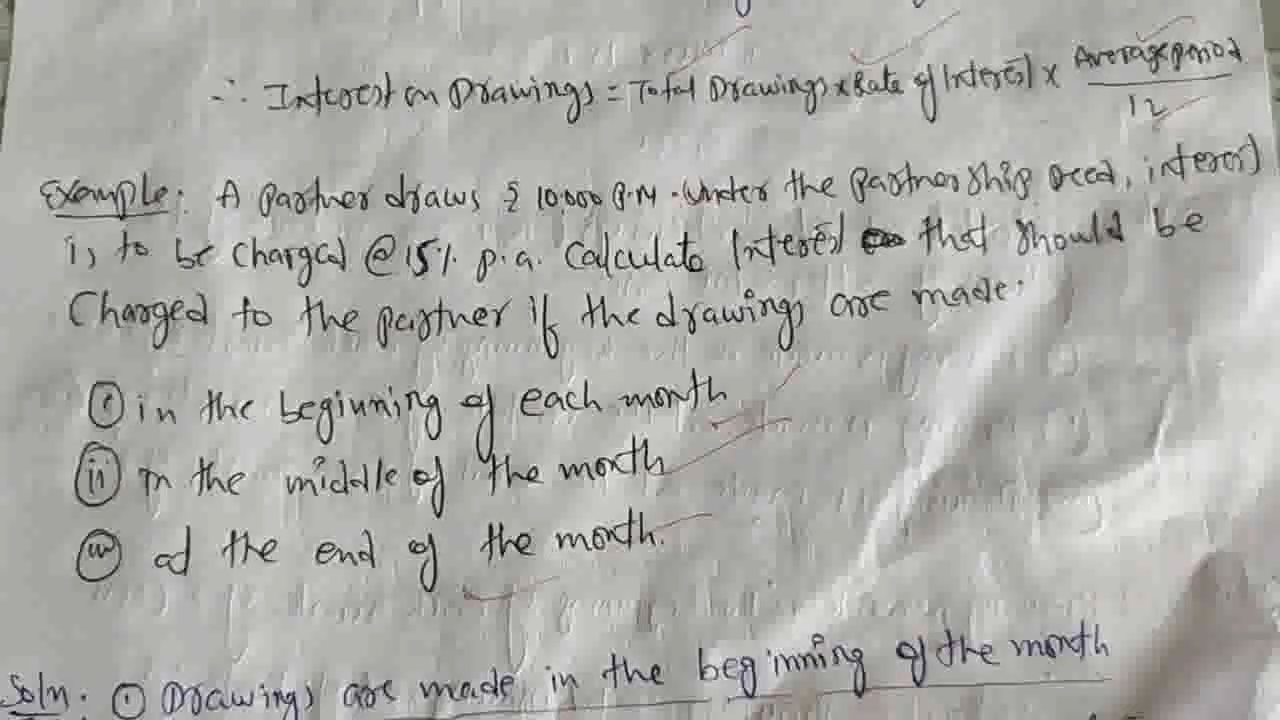 ∴ Interest on Drawings = Total Drawings x Rate of Interest x Average period / 12
Example: A partner draws ₹ 10,000 P.M. Under the partnership Deed, interest
is to be charged @ 15% p.a. Calculate Interest that should be
Charged to the partner if the drawings are made:
(i) in the beginning of each month
(ii) In the middle of the month
(iii) at the end of the month.
Soln: (i) Drawings are made in the beginning of the month